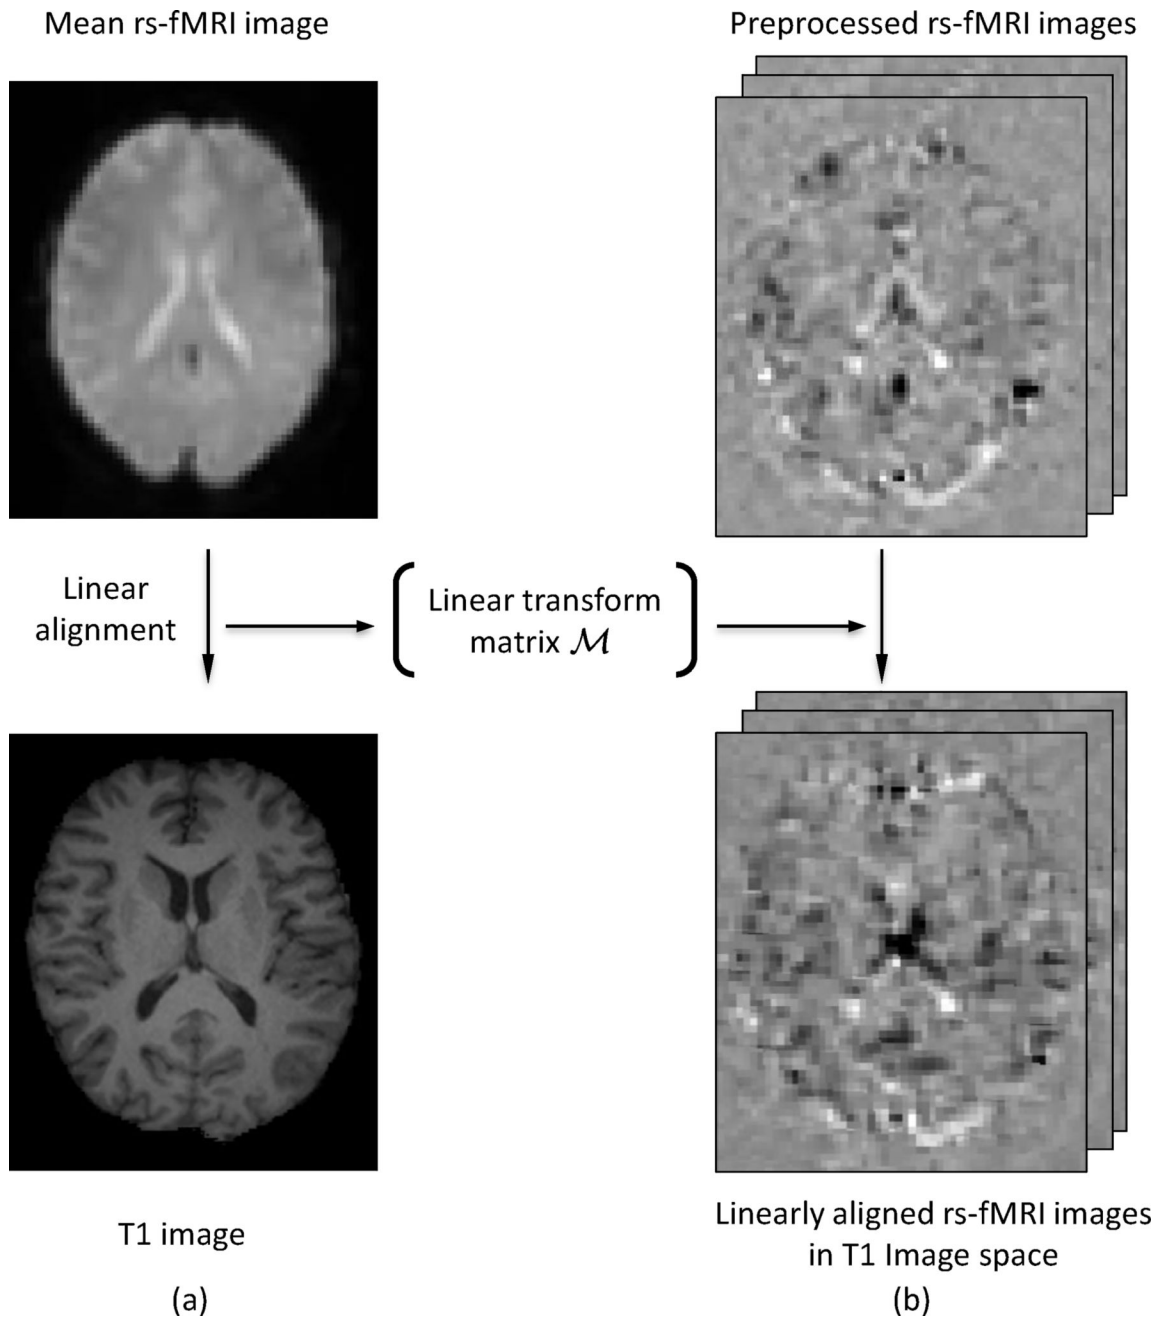 Mean rs-fMRI image
Preprocessed rs-fMRI images
Linear
alignment
Linear transform
matrix ℳ
T1 image
Linearly aligned rs-fMRI images
in T1 Image space
(a)
(b)